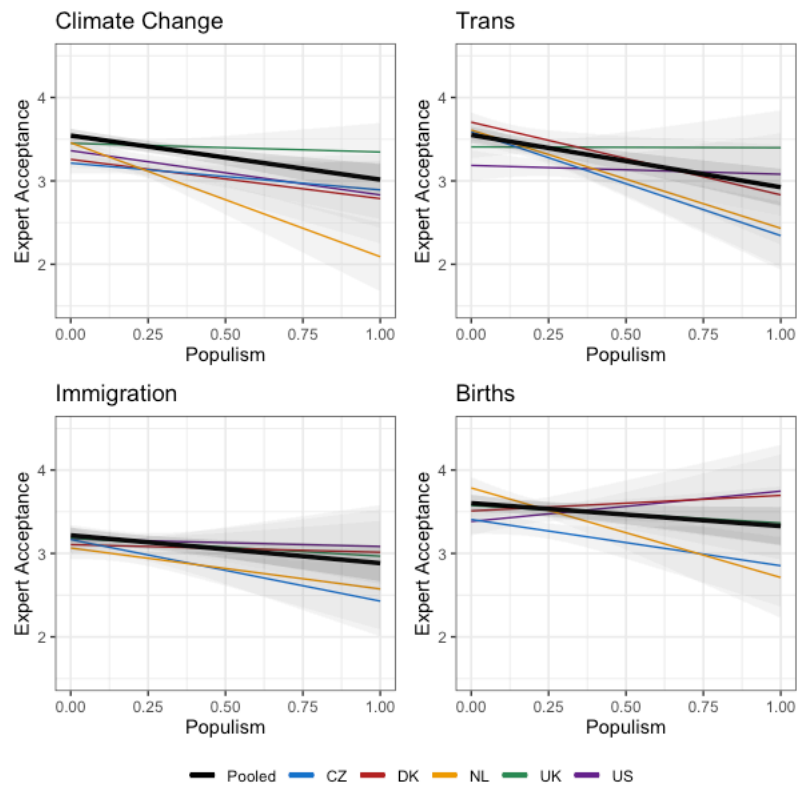 Climate Change
Trans
Expert Acceptance
4
3
2
0.00 0.25 0.50 0.75 1.00
Populism
Expert Acceptance
4
3
2
0.00 0.25 0.50 0.75 1.00
Populism
Immigration
Births
Expert Acceptance
4
3
2
0.00 0.25 0.50 0.75 1.00
Populism
Expert Acceptance
4
3
2
0.00 0.25 0.50 0.75 1.00
Populism
Pooled CZ DK NL UK US